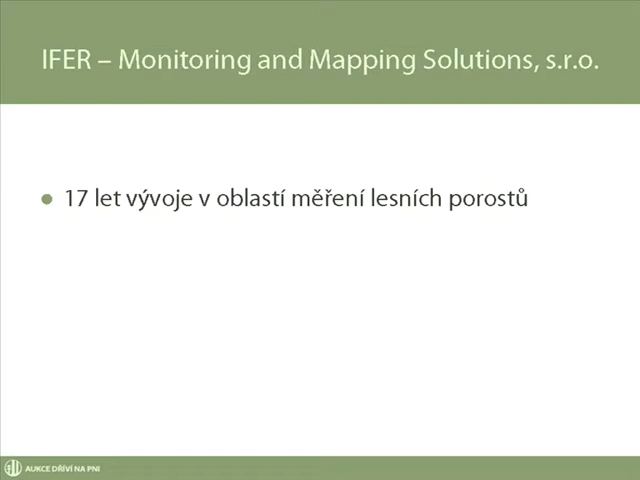 IFER – Monitoring and Mapping Solutions, s.r.o.
17 let vývoje v oblastí měření lesních porostů
AUKCE DŘÍVÍ NA PNI